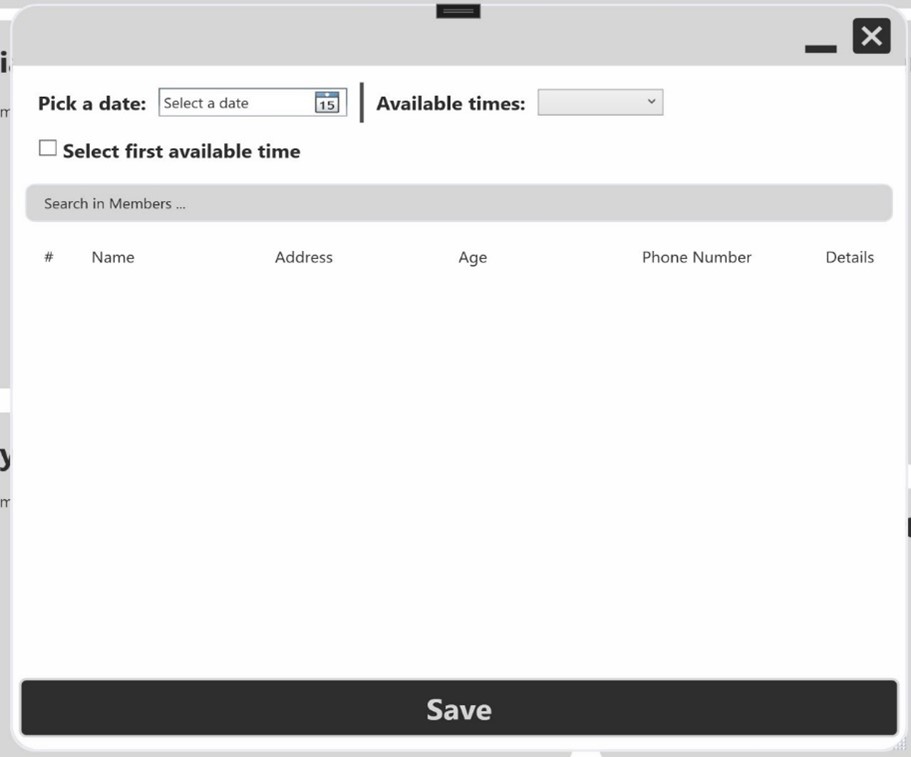 Pick a date: Select a date 15 Available times:
Select first available time
Search in Members ...
# Name Address Age Phone Number Details
Save